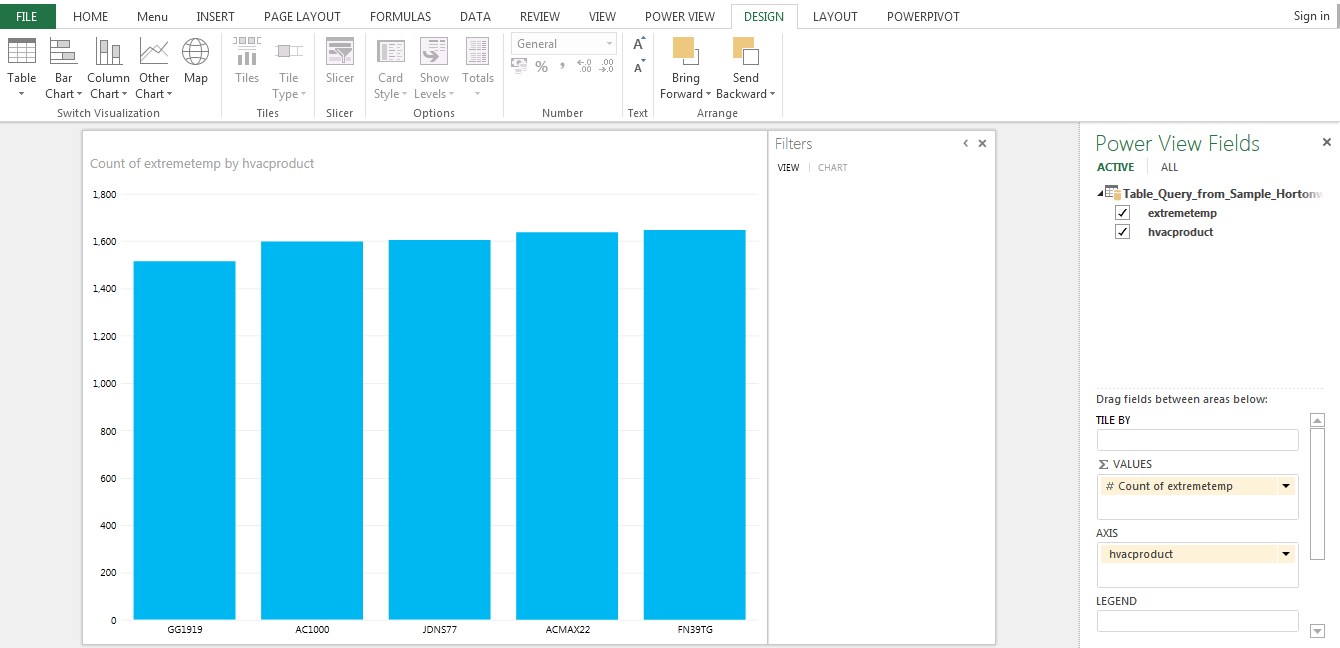 FILE HOME Menu INSERT PAGE LAYOUT FORMULAS DATA REVIEW VIEW POWER VIEW DESIGN LAYOUT POWERPIVOT Sign in
General
A
% , .00 .00
A
Table Bar Column Other Map Tiles Tile Slicer Card Show Totals Bring Send
Chart Chart Chart Type Style Levels Forward Backward
Switch Visualization Tiles Slicer Options Number Text Arrange
Count of extremetemp by hvacproduct
1,800
1,600
1,400
1,200
1,000
800
600
400
200
0
GG1919 AC1000 JDNS77 ACMAX22 FN39TG
Filters
VIEW CHART
Power View Fields
ACTIVE ALL
Table_Query_from_Sample_Horton
extremetemp
hvacproduct
Drag fields between areas below:
TILE BY
Σ VALUES
# Count of extremetemp
AXIS
hvacproduct
LEGEND